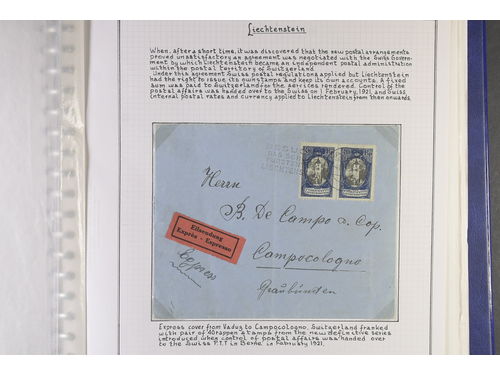 Liechtenstein
When, after a short time, it was discovered that the new postal arrangements
proved unsatisfactory an agreement was negotiated with the Swiss Govern-
ment by which Liechtenstein became an independent postal administration
within the postal territory of Switzerland
Under this agreement Swiss postal regulations applied but Liechtenstein
had the right to issue its own stamps and keep its own accounts. A fixed
sum was paid to Switzerland for the services rendered. Control of the
postal affairs was handed over to the Swiss on 1 February, 1921, and Swiss
internal postal rates and currency applied to Liechtenstein from then onwards
Herrn
B. De Campo & Cop.
Campocologno
Graubünden
Eilsendung
Exprès - Espresso
Express
Express cover from Vaduz to Campocologno, Switzerland franked
with pair of 40 rappen stamps from the new definitive series
introduced when control of postal affairs was handed over
to the Swiss P.T.T in Berne in February 1921.